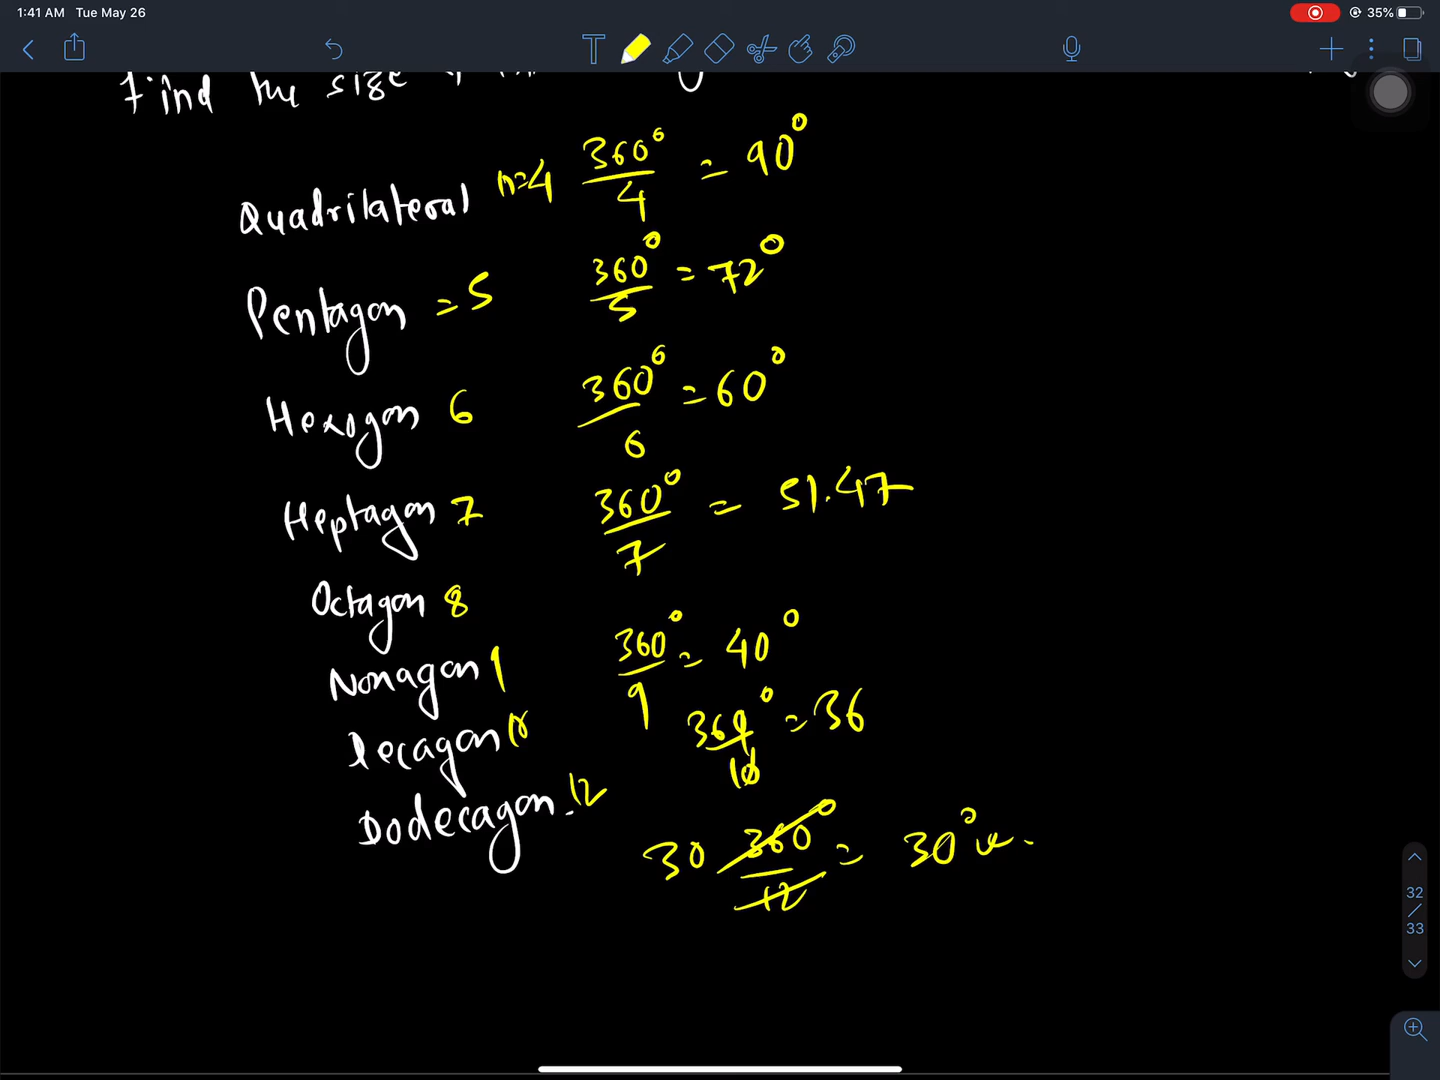 1:41 AM Tue May 26
35%
Find the size
Quadrilateral n=4 360°/4 = 90°
Pentagon = 5 360°/5 = 72°
Hexogon 6 360°/6 = 60°
Heptagon 7 360°/7 = 51.47
Octagon 8
Nonagon 9 360°/9 = 40°
Decagon 10 360°/10 = 36
Dodecagon - 12
30 360°/12 = 30°
32
/
33